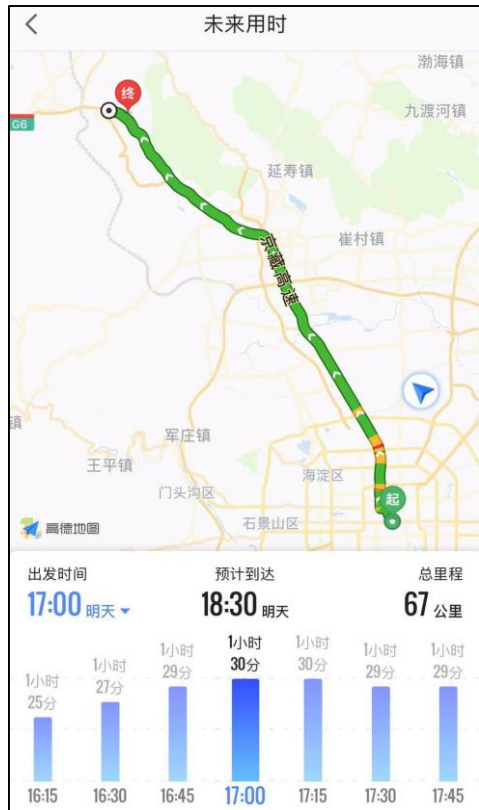 未来用时
渤海镇
终
九渡河镇
G6
延寿镇
崔村镇
京藏高速
镇
军庄镇
王平镇
海淀区
门头沟区
起
石景山区
高德地图
出发时间
预计到达
总里程
17:00 明天
18:30 明天
67 公里
1小时
25分
1小时
27分
1小时
29分
1小时
30分
1小时
30分
1小时
29分
1小时
29分
16:15
16:30
16:45
17:00
17:15
17:30
17:45